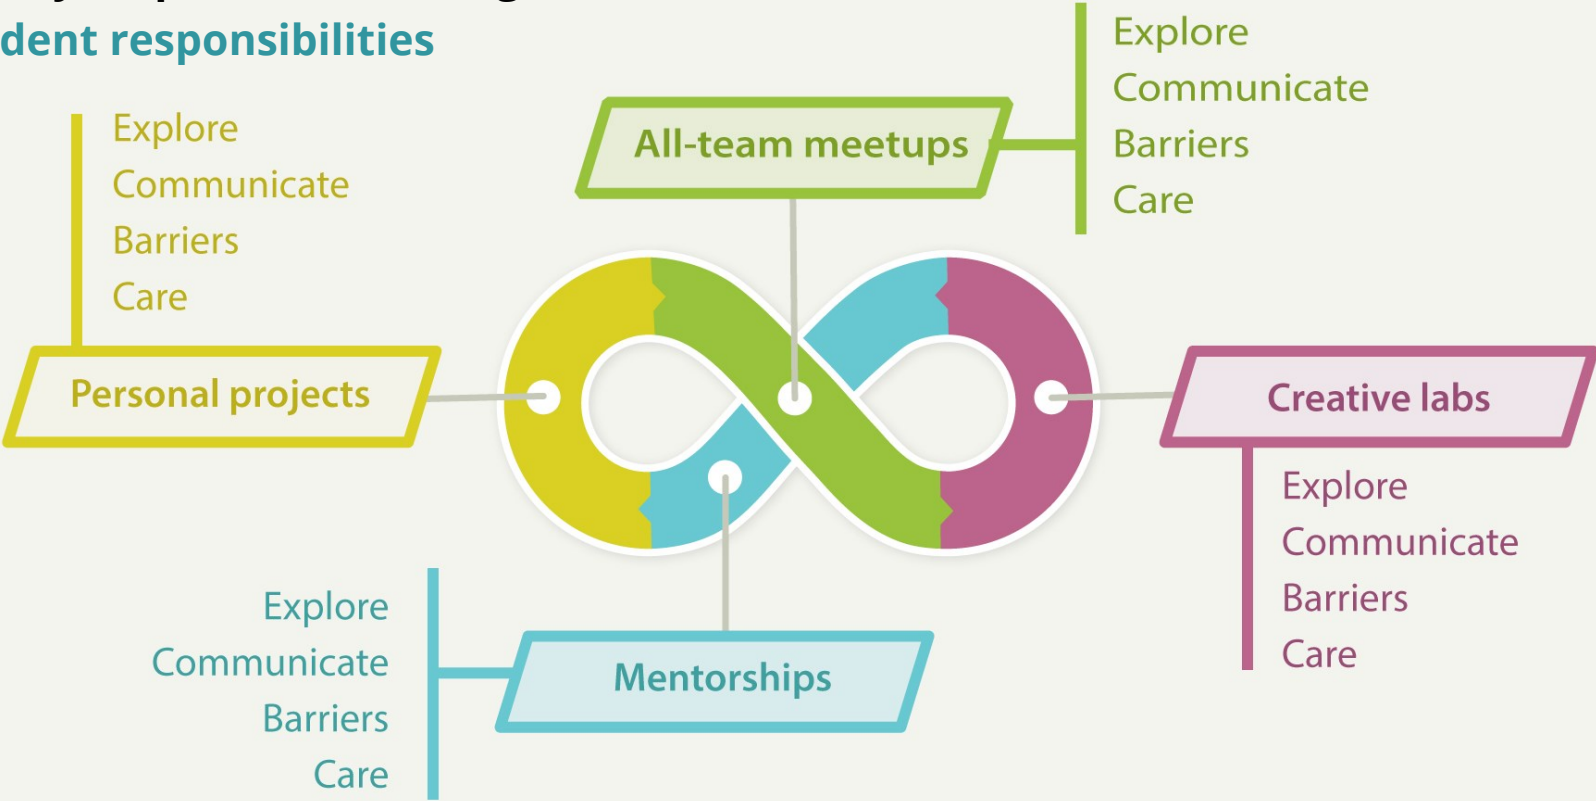 dent responsibilities
Explore
Communicate
Barriers
Care
Personal projects
All-team meetups
Explore
Communicate
Barriers
Care
Creative labs
Explore
Communicate
Barriers
Care
Mentorships
Explore
Communicate
Barriers
Care